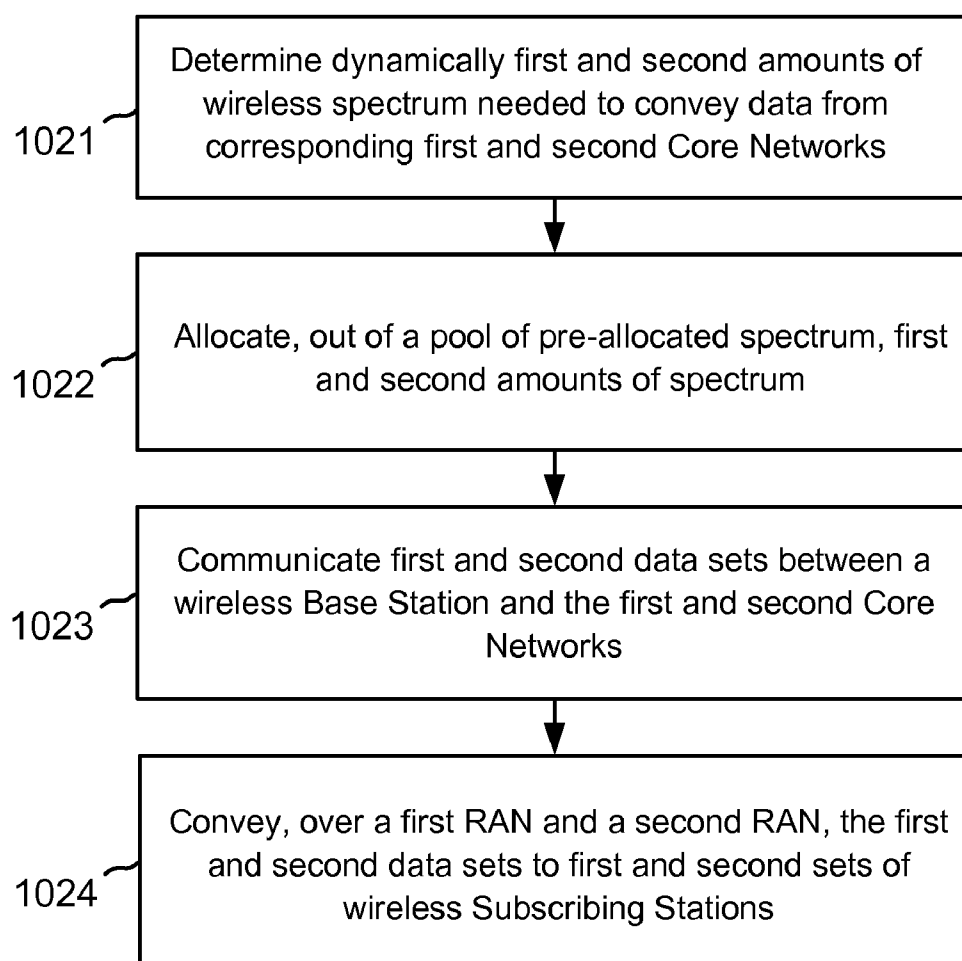 Determine dynamically first and second amounts of
wireless spectrum needed to convey data from
corresponding first and second Core Networks
1021
Allocate, out of a pool of pre-allocated spectrum, first
and second amounts of spectrum
1022
Communicate first and second data sets between a
wireless Base Station and the first and second Core
Networks
1023
Convey, over a first RAN and a second RAN, the first
and second data sets to first and second sets of
wireless Subscribing Stations
1024